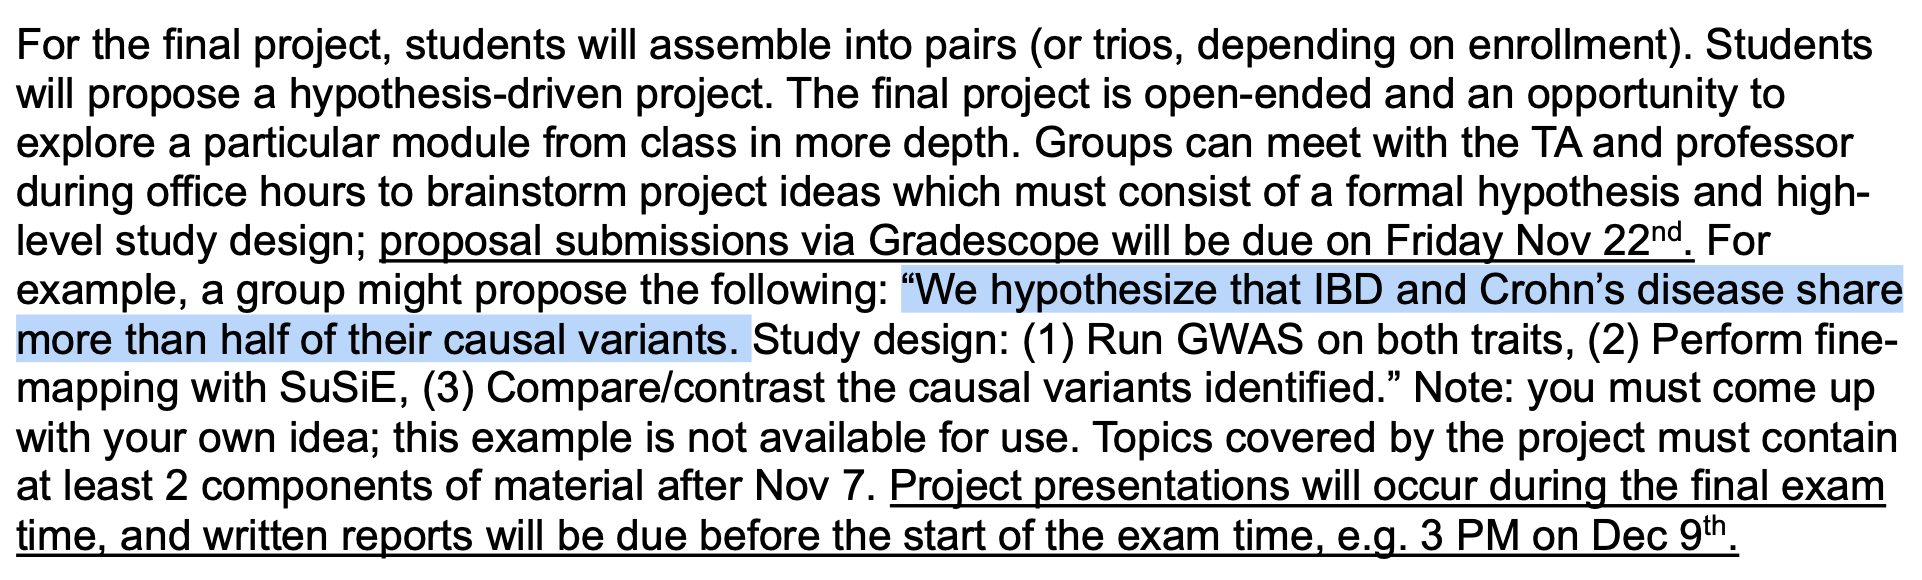 For the final project, students will assemble into pairs (or trios, depending on enrollment). Students
will propose a hypothesis-driven project. The final project is open-ended and an opportunity to
explore a particular module from class in more depth. Groups can meet with the TA and professor
during office hours to brainstorm project ideas which must consist of a formal hypothesis and high-
level study design; proposal submissions via Gradescope will be due on Friday Nov 22nd. For
example, a group might propose the following: “We hypothesize that IBD and Crohn’s disease share
more than half of their causal variants. Study design: (1) Run GWAS on both traits, (2) Perform fine-
mapping with SuSiE, (3) Compare/contrast the causal variants identified.” Note: you must come up
with your own idea; this example is not available for use. Topics covered by the project must contain
at least 2 components of material after Nov 7. Project presentations will occur during the final exam
time, and written reports will be due before the start of the exam time, e.g. 3 PM on Dec 9th.